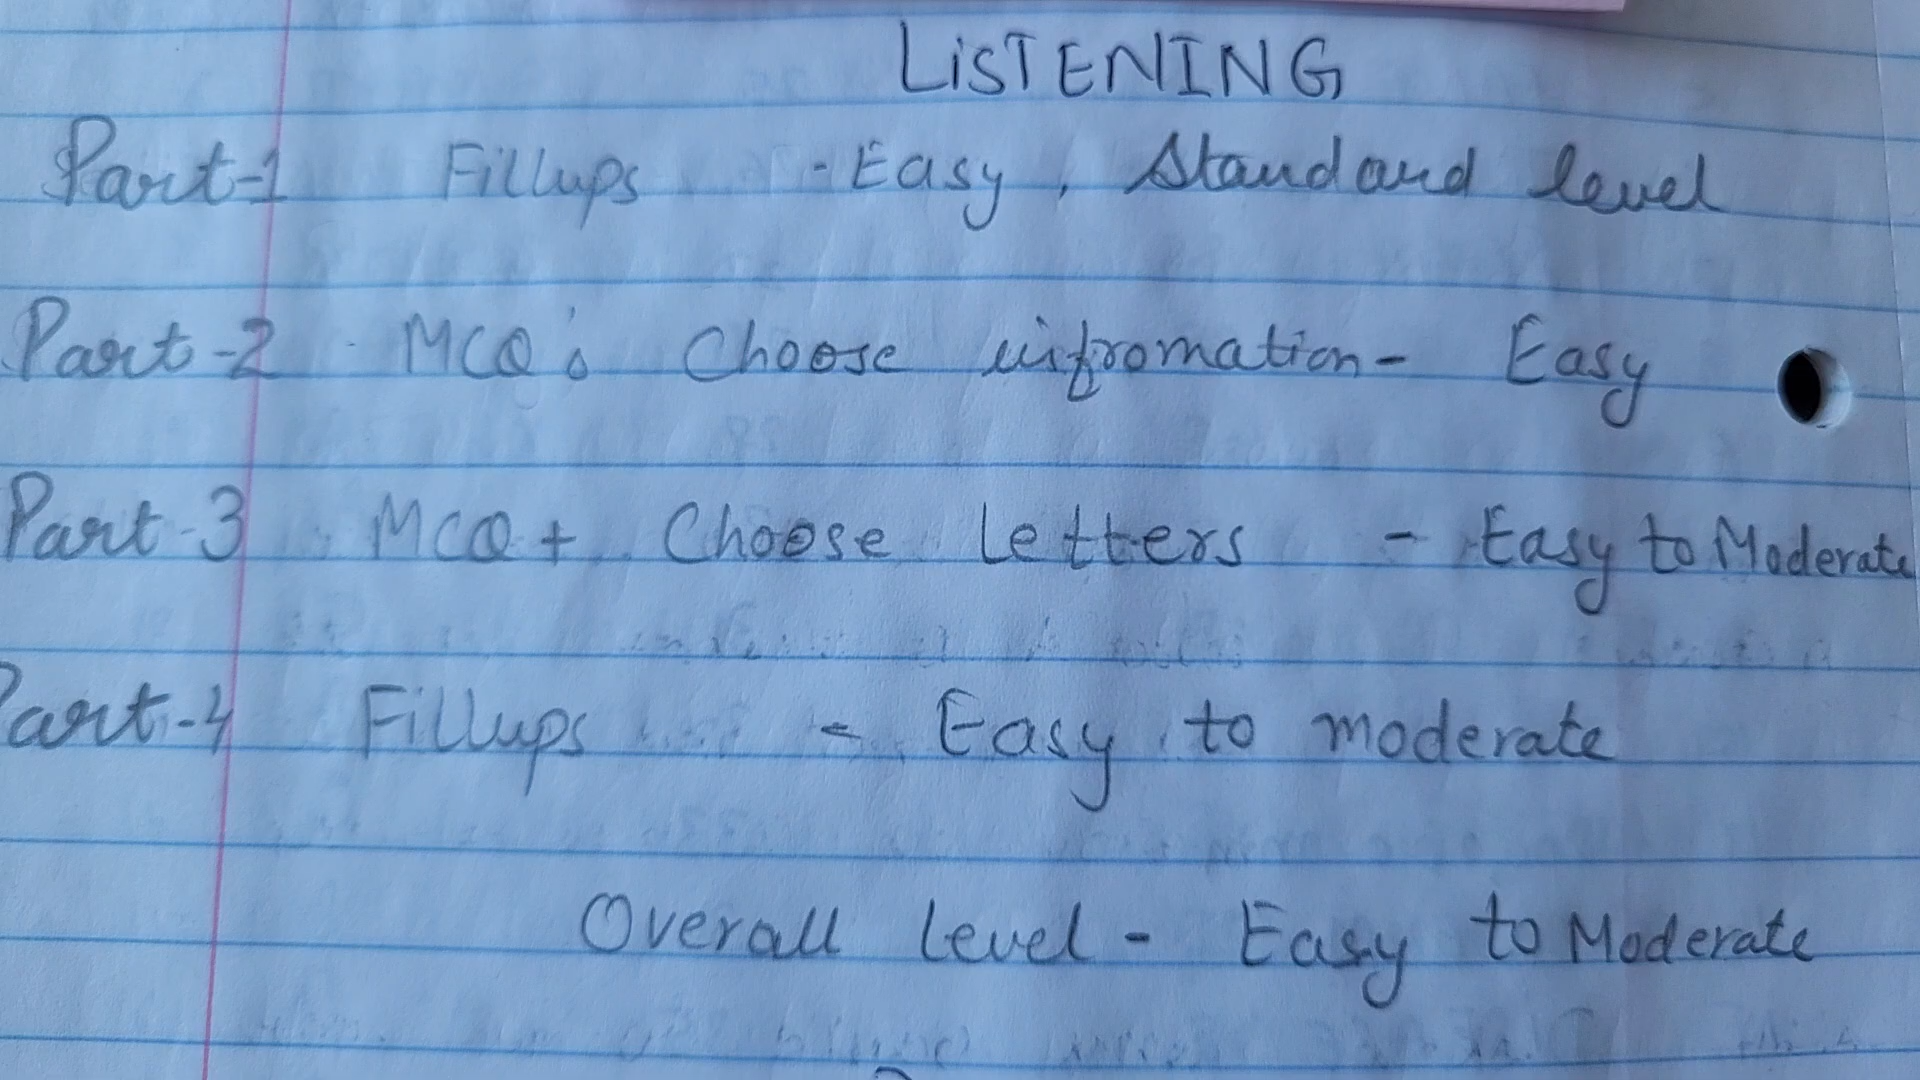 LiSTENING
Part-1 Fillups - Easy, Standard level
Part-2 - MCQ's Choose infromation - Easy
Part-3 MCQ + Choose letters - Easy to Moderate
Part-4 Fillups - Easy to moderate
Overall level - Easy to Moderate